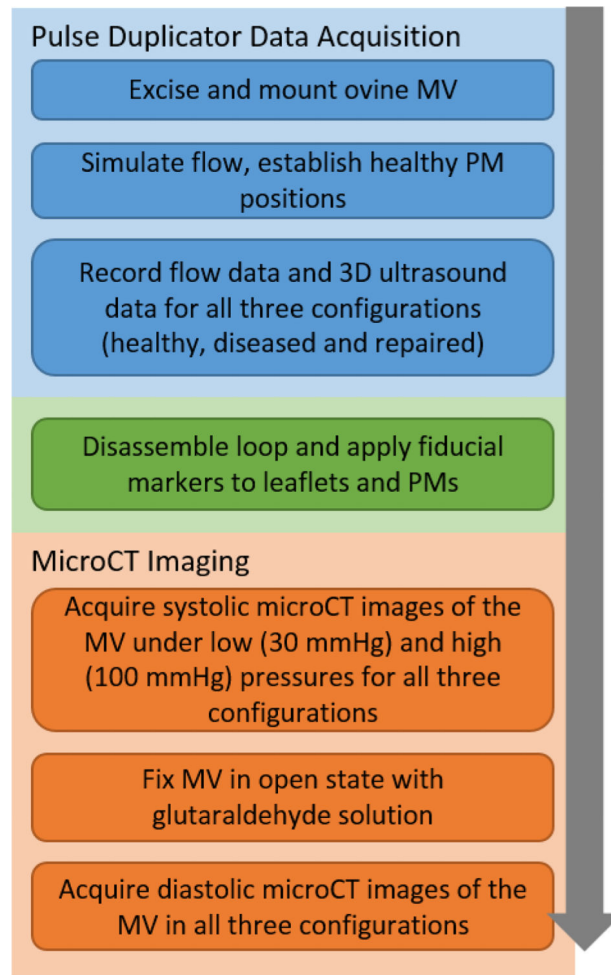 Pulse Duplicator Data Acquisition
Excise and mount ovine MV
Simulate flow, establish healthy PM
positions
Record flow data and 3D ultrasound
data for all three configurations
(healthy, diseased and repaired)
Disassemble loop and apply fiducial
markers to leaflets and PMs
MicroCT Imaging
Acquire systolic microCT images of the
MV under low (30 mmHg) and high
(100 mmHg) pressures for all three
configurations
Fix MV in open state with
glutaraldehyde solution
Acquire diastolic microCT images of the
MV in all three configurations